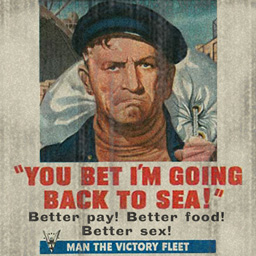 "YOU BET I'M GOING
BACK TO SEA!"
Better pay! Better food!
Better sex!
MAN THE VICTORY FLEET